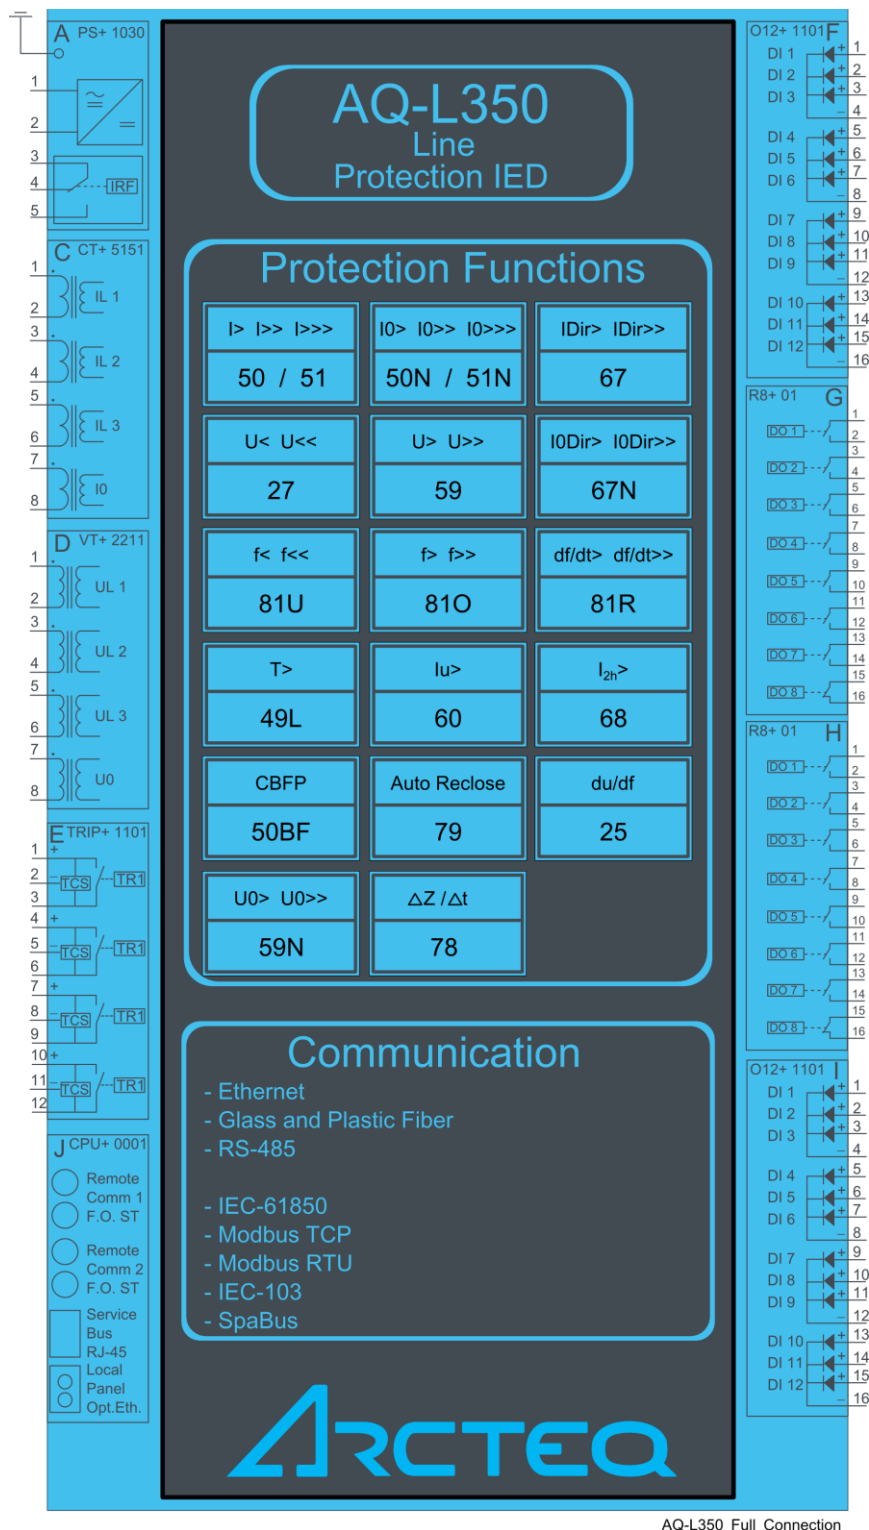 A PS+ 1030
1
2
3
4
5
IRF
C CT+ 5151
1
IL 1
2
3
IL 2
4
5
IL 3
6
7
I0
8
D VT+ 2211
1
UL 1
2
3
UL 2
4
5
UL 3
6
7
U0
8
E TRIP+ 1101
1 +
2 - TCS TR1
3
4 +
5 - TCS TR1
6
7 +
8 - TCS TR1
9
10 +
11 - TCS TR1
12
J CPU+ 0001
Remote
Comm 1
F.O. ST
Remote
Comm 2
F.O. ST
Service
Bus
RJ-45
Local
Panel
Opt.Eth.
AQ-L350
Line
Protection IED
Protection Functions
I> I>> I>>>
50 / 51
I0> I0>> I0>>>
50N / 51N
IDir> IDir>>
67
U< U<<
27
U> U>>
59
I0Dir> I0Dir>>
67N
f< f<<
81U
f> f>>
81O
df/dt> df/dt>>
81R
T>
49L
Iu>
60
I2h>
68
CBFP
50BF
Auto Reclose
79
du/df
25
U0> U0>>
59N
ΔZ /Δt
78
Communication
- Ethernet
- Glass and Plastic Fiber
- RS-485
- IEC-61850
- Modbus TCP
- Modbus RTU
- IEC-103
- SpaBus
ARCTEQ
O12+ 1101 F
DI 1 + 1
DI 2 + 2
DI 3 + 3
- 4
DI 4 + 5
DI 5 + 6
DI 6 + 7
- 8
DI 7 + 9
DI 8 + 10
DI 9 + 11
- 12
DI 10 + 13
DI 11 + 14
DI 12 + 15
- 16
R8+ 01 G
1
DO 1 2
3
DO 2 4
5
DO 3 6
7
DO 4 8
9
DO 5 10
11
DO 6 12
13
DO 7 14
15
DO 8 16
R8+ 01 H
1
DO 1 2
3
DO 2 4
5
DO 3 6
7
DO 4 8
9
DO 5 10
11
DO 6 12
13
DO 7 14
15
DO 8 16
O12+ 1101 I
DI 1 + 1
DI 2 + 2
DI 3 + 3
- 4
DI 4 + 5
DI 5 + 6
DI 6 + 7
- 8
DI 7 + 9
DI 8 + 10
DI 9 + 11
- 12
DI 10 + 13
DI 11 + 14
DI 12 + 15
- 16
AQ-L350 Full Connection